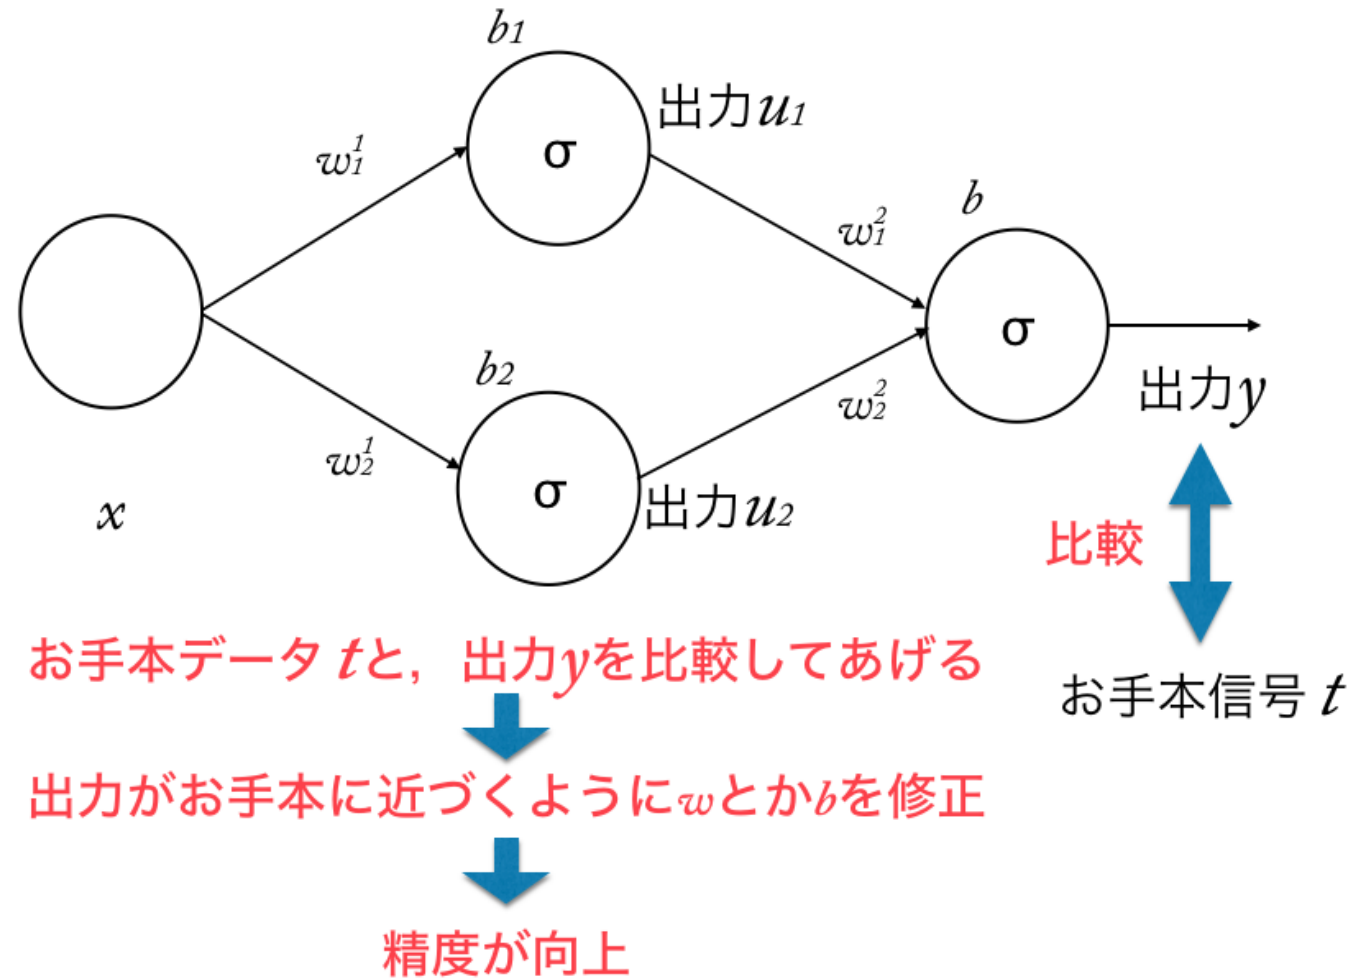 b1
σ
出力u1
w11
w12
b
σ
出力y
b2
σ
出力u2
w21
w22
x
比較
お手本信号 t
お手本データ tと，出力yを比較してあげる
出力がお手本に近づくようにwとかbを修正
精度が向上